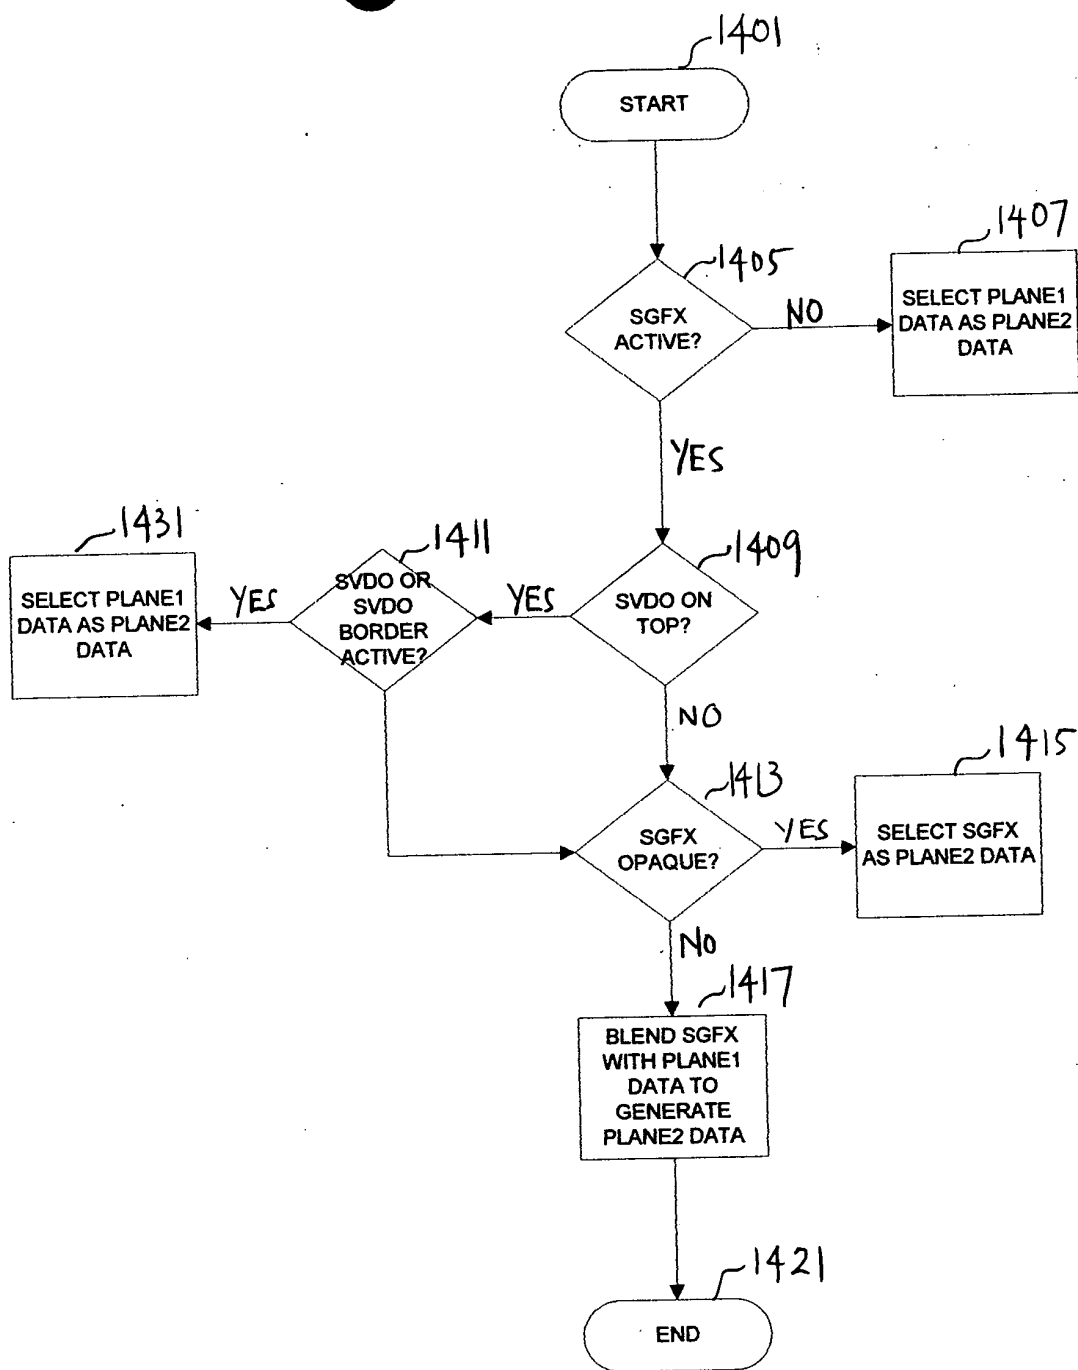 1401
START
1405
SGFX
ACTIVE?
NO
1407
SELECT PLANE1
DATA AS PLANE2
DATA
YES
1409
SVDO ON
TOP?
YES
1411
SVDO OR
SVDO
BORDER
ACTIVE?
YES
1431
SELECT PLANE1
DATA AS PLANE2
DATA
NO
1413
SGFX
OPAQUE?
YES
1415
SELECT SGFX
AS PLANE2 DATA
NO
1417
BLEND SGFX
WITH PLANE1
DATA TO
GENERATE
PLANE2 DATA
1421
END